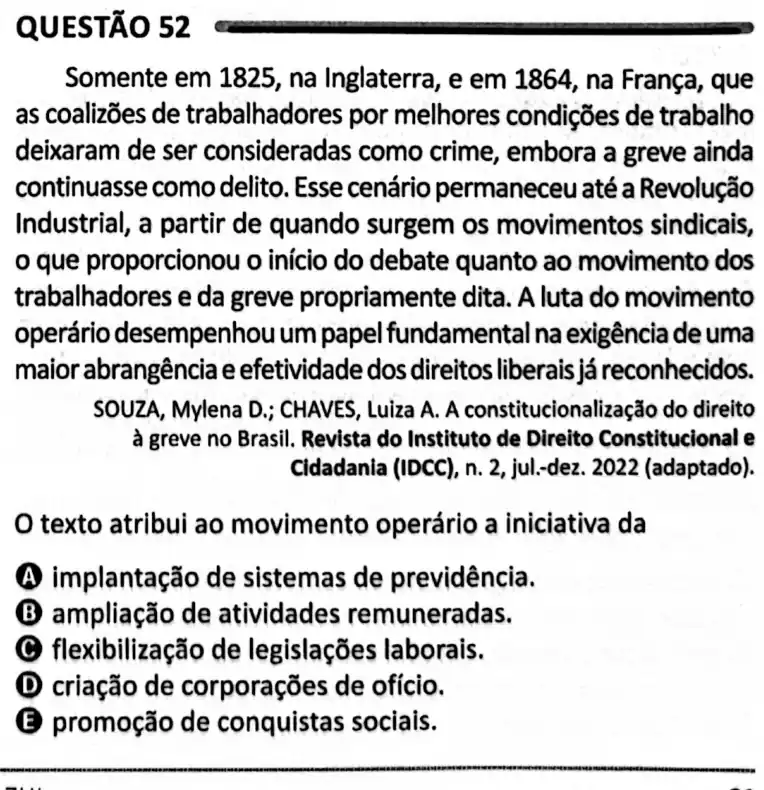 QUESTÃO 52
Somente em 1825, na Inglaterra, e em 1864, na França, que
as coalizões de trabalhadores por melhores condições de trabalho
deixaram de ser consideradas como crime, embora a greve ainda
continuasse como delito. Esse cenário permaneceu até a Revolução
Industrial, a partir de quando surgem os movimentos sindicais,
o que proporcionou o início do debate quanto ao movimento dos
trabalhadores e da greve propriamente dita. A luta do movimento
operário desempenhou um papel fundamental na exigência de uma
maior abrangência e efetividade dos direitos liberais já reconhecidos.
SOUZA, Mylena D.; CHAVES, Luiza A. A constitucionalização do direito
à greve no Brasil. Revista do Instituto de Direito Constitucional e
Cidadania (IDCC), n. 2, jul.-dez. 2022 (adaptado).
O texto atribui ao movimento operário a iniciativa da
A implantação de sistemas de previdência.
B ampliação de atividades remuneradas.
C flexibilização de legislações laborais.
D criação de corporações de ofício.
E promoção de conquistas sociais.